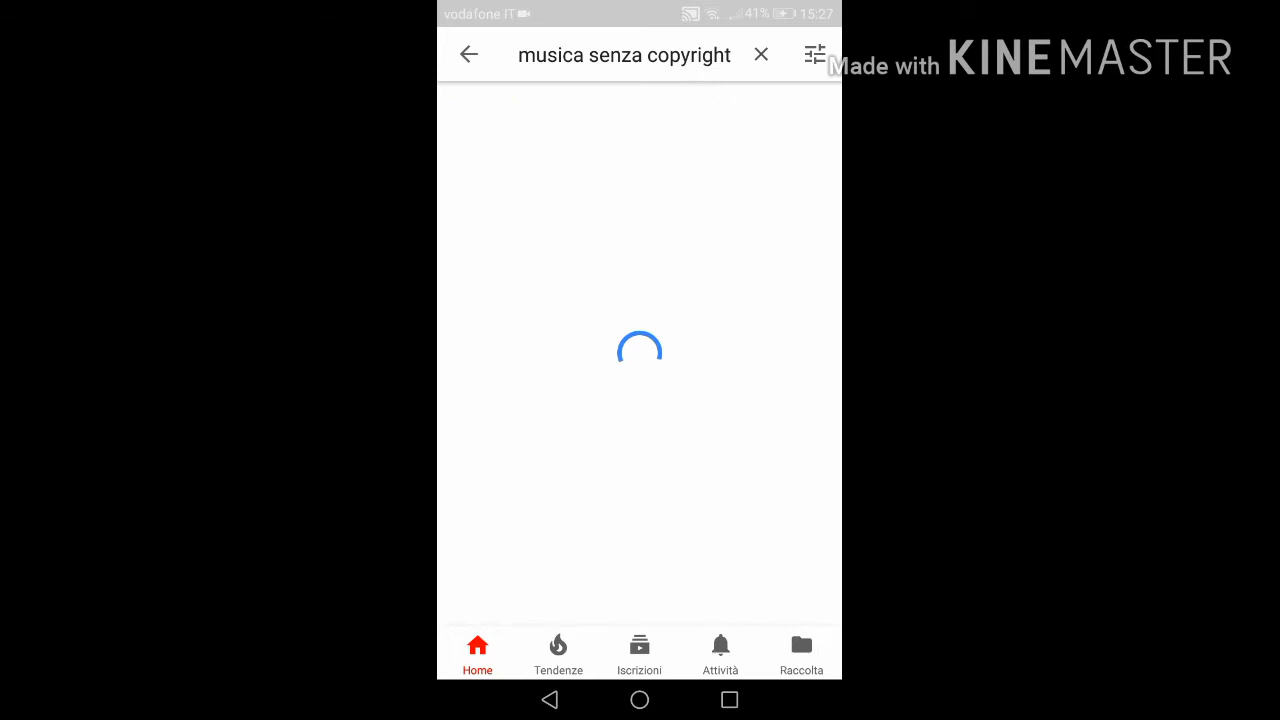 vodafone IT 41% 15:27
musica senza copyright
Made with KINEMASTER
Home Tendenze Iscrizioni Attività Raccolta